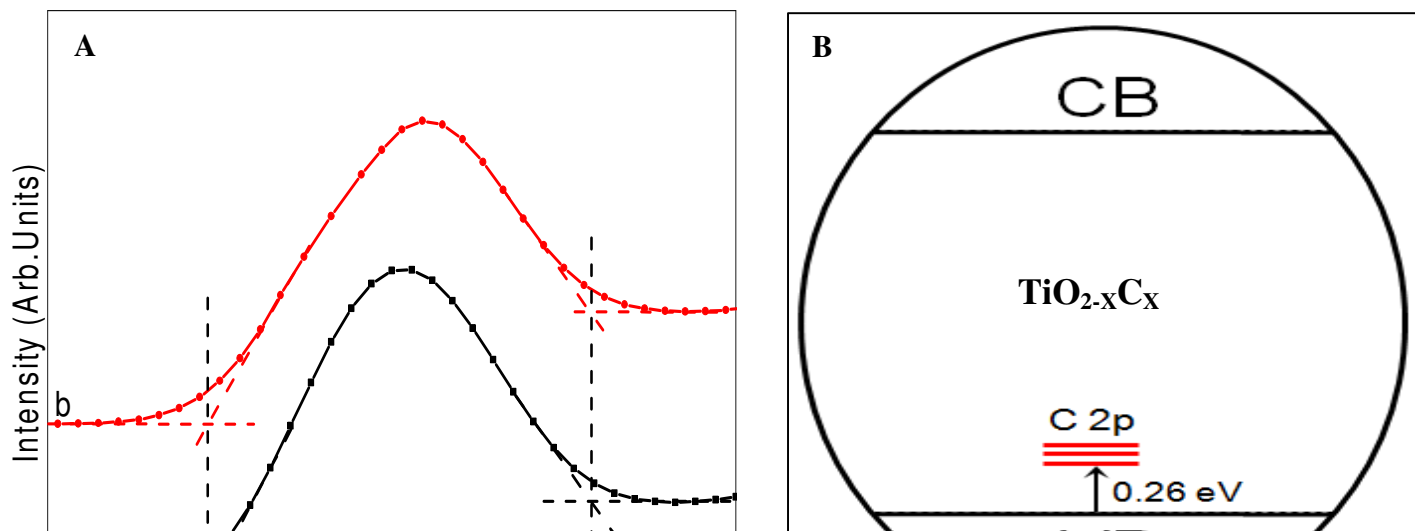 A
Intensity (Arb.Units)
b
B
CB
TiO2-XCX
C 2p
0.26 eV